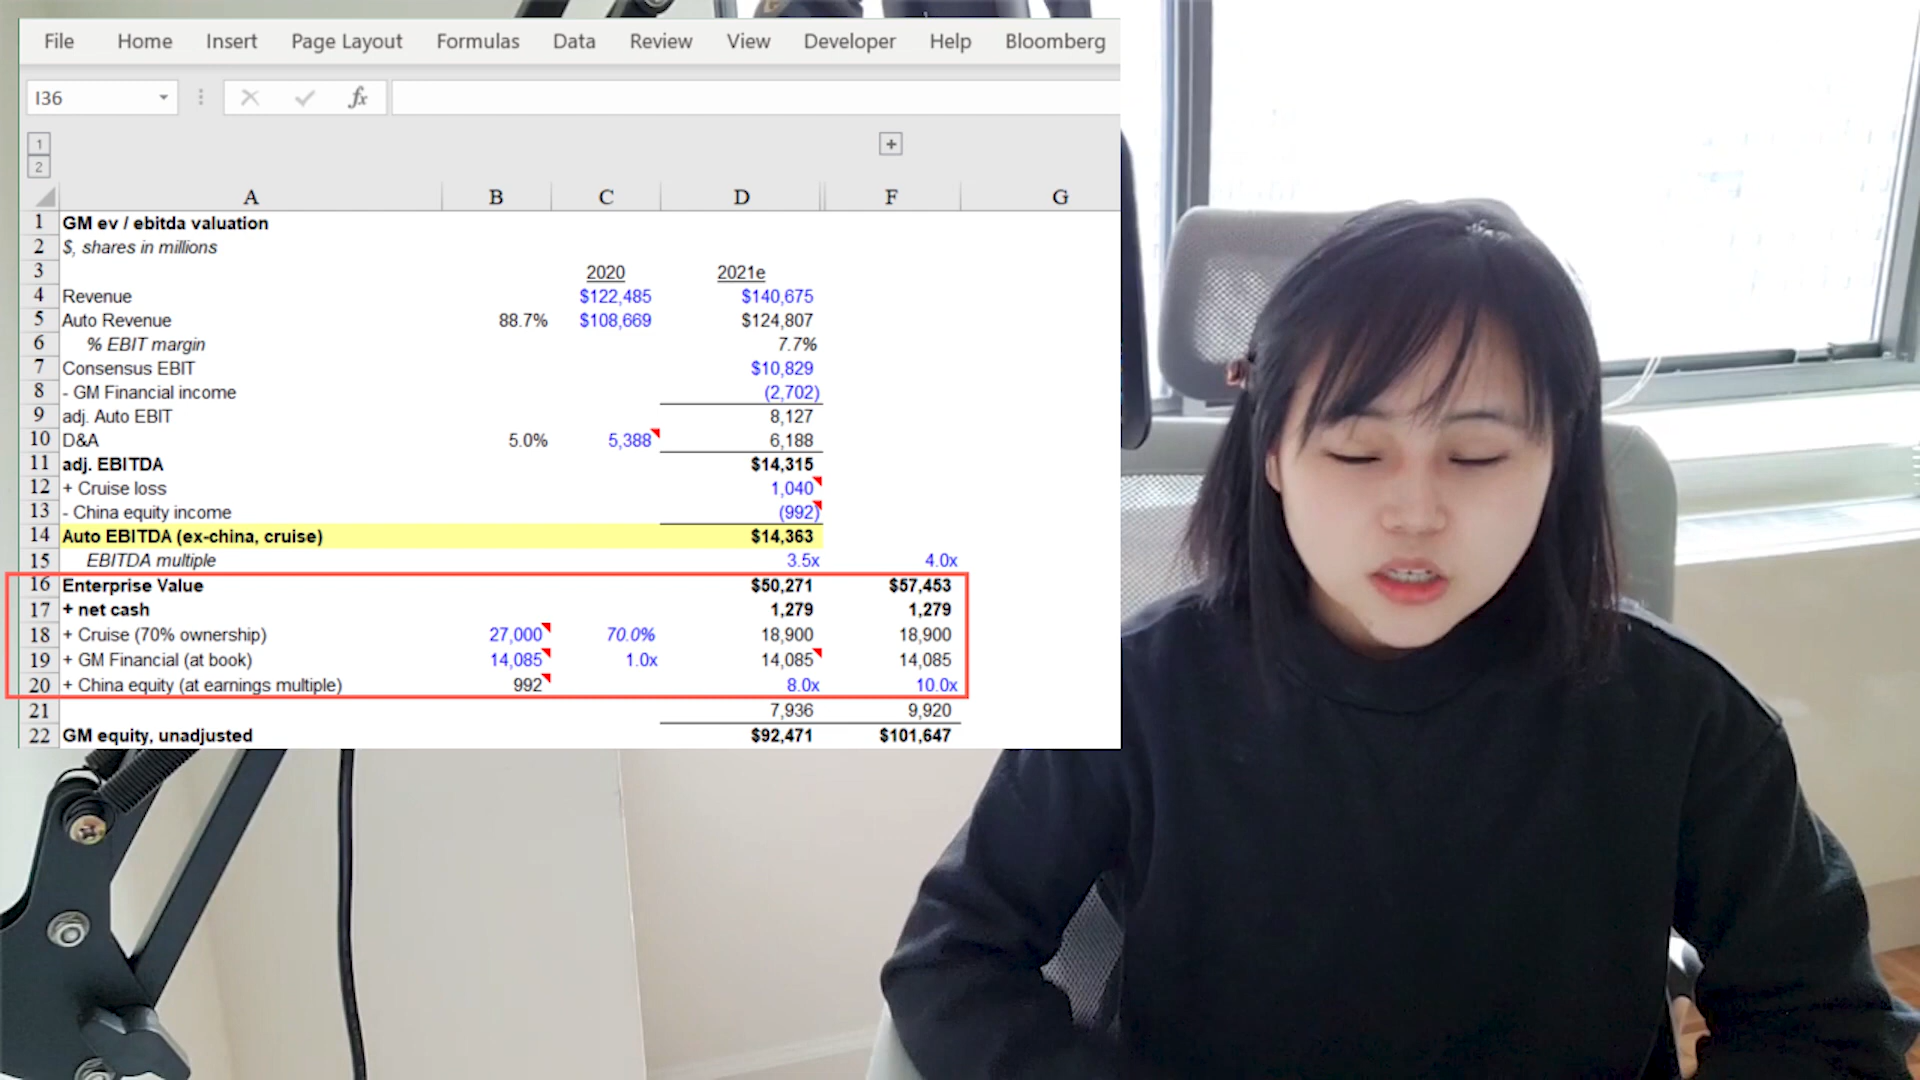 File Home Insert Page Layout Formulas Data Review View Developer Help Bloomberg
I36 fx
1
2
+
A B C D F G
1 GM ev / ebitda valuation
2 $, shares in millions
3 2020 2021e
4 Revenue $122,485 $140,675
5 Auto Revenue 88.7% $108,669 $124,807
6 % EBIT margin 7.7%
7 Consensus EBIT $10,829
8 - GM Financial income (2,702)
9 adj. Auto EBIT 8,127
10 D&A 5.0% 5,388 6,188
11 adj. EBITDA $14,315
12 + Cruise loss 1,040
13 - China equity income (992)
14 Auto EBITDA (ex-china, cruise) $14,363
15 EBITDA multiple 3.5x 4.0x
16 Enterprise Value $50,271 $57,453
17 + net cash 1,279 1,279
18 + Cruise (70% ownership) 27,000 70.0% 18,900 18,900
19 + GM Financial (at book) 14,085 1.0x 14,085 14,085
20 + China equity (at earnings multiple) 992 8.0x 10.0x
21 7,936 9,920
22 GM equity, unadjusted $92,471 $101,647